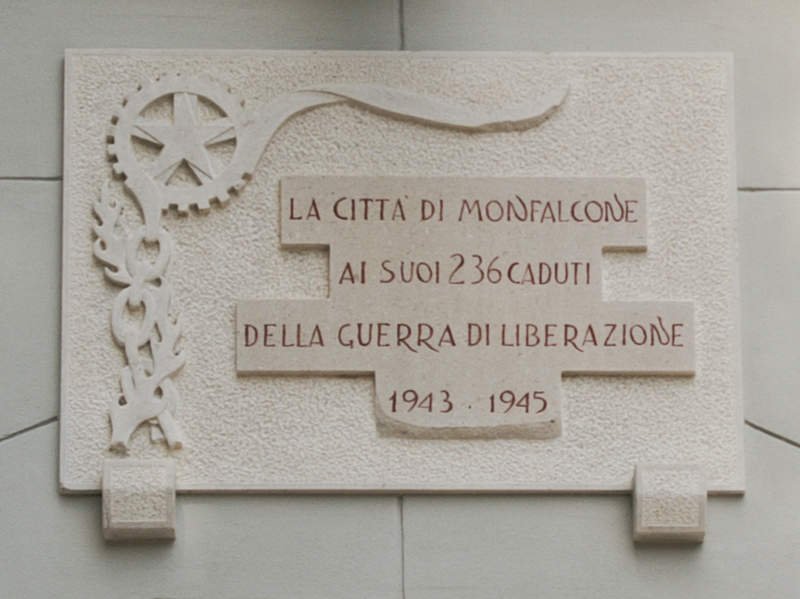 LA CITTA' DI MONFALCONE
AI SUOI 236 CADUTI
DELLA GUERRA DI LIBERAZIONE
1943 . 1945